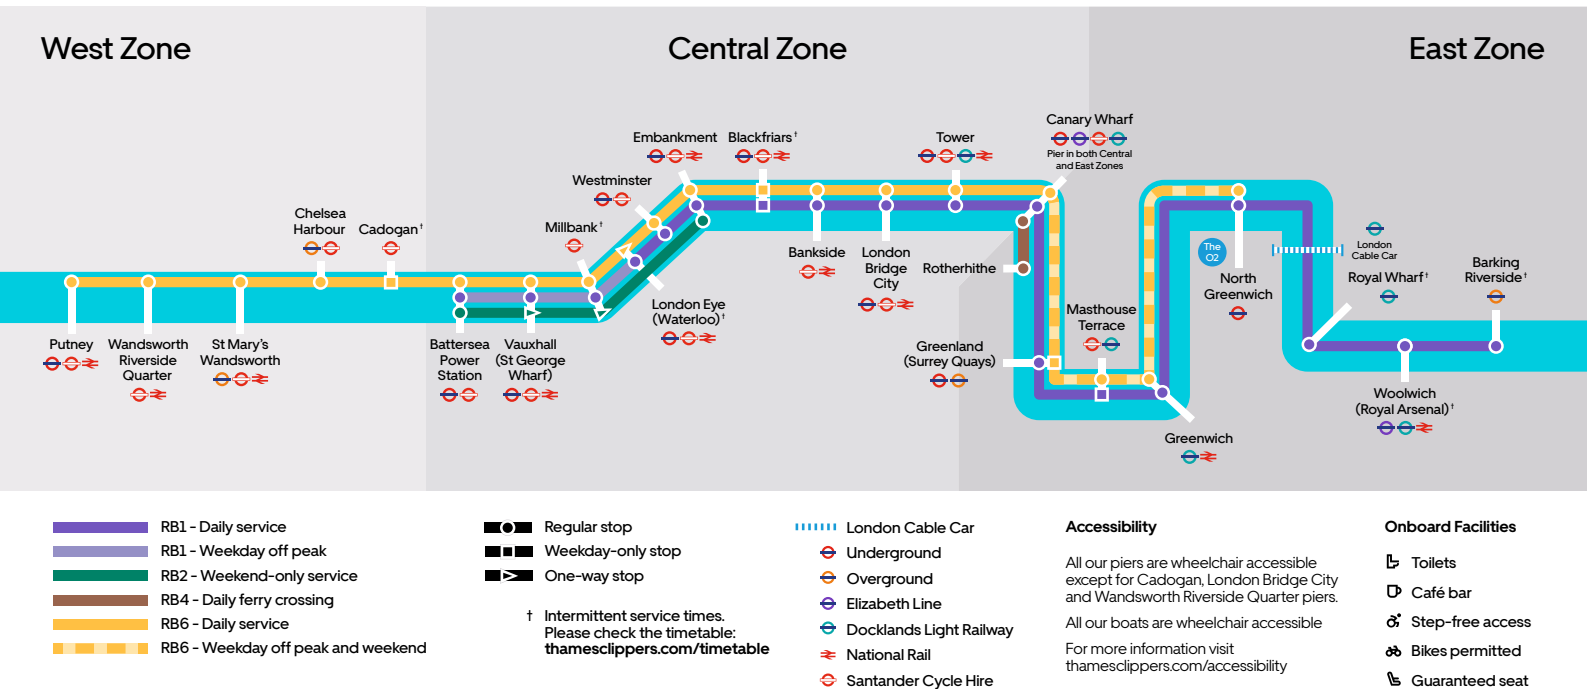 West Zone
Central Zone
East Zone
Putney
Wandsworth
Riverside
Quarter
St Mary's
Wandsworth
Chelsea
Harbour
Cadogan†
Battersea
Power
Station
Vauxhall
(St George
Wharf)
Millbank†
Westminster
London Eye
(Waterloo)†
Embankment
Blackfriars†
Bankside
London
Bridge
City
Tower
Canary Wharf
Pier in both Central
and East Zones
Rotherhithe
Greenland
(Surrey Quays)
Masthouse
Terrace
Greenwich
The
O2
North
Greenwich
London
Cable Car
Royal Wharf†
Woolwich
(Royal Arsenal)†
Barking
Riverside†
RB1 - Daily service
RB1 - Weekday off peak
RB2 - Weekend-only service
RB4 - Daily ferry crossing
RB6 - Daily service
RB6 - Weekday off peak and weekend
Regular stop
Weekday-only stop
One-way stop
† Intermittent service times.
Please check the timetable:
thamesclippers.com/timetable
London Cable Car
Underground
Overground
Elizabeth Line
Docklands Light Railway
National Rail
Santander Cycle Hire
Accessibility
All our piers are wheelchair accessible
except for Cadogan, London Bridge City
and Wandsworth Riverside Quarter piers.
All our boats are wheelchair accessible
For more information visit
thamesclippers.com/accessibility
Onboard Facilities
Toilets
Café bar
Step-free access
Bikes permitted
Guaranteed seat